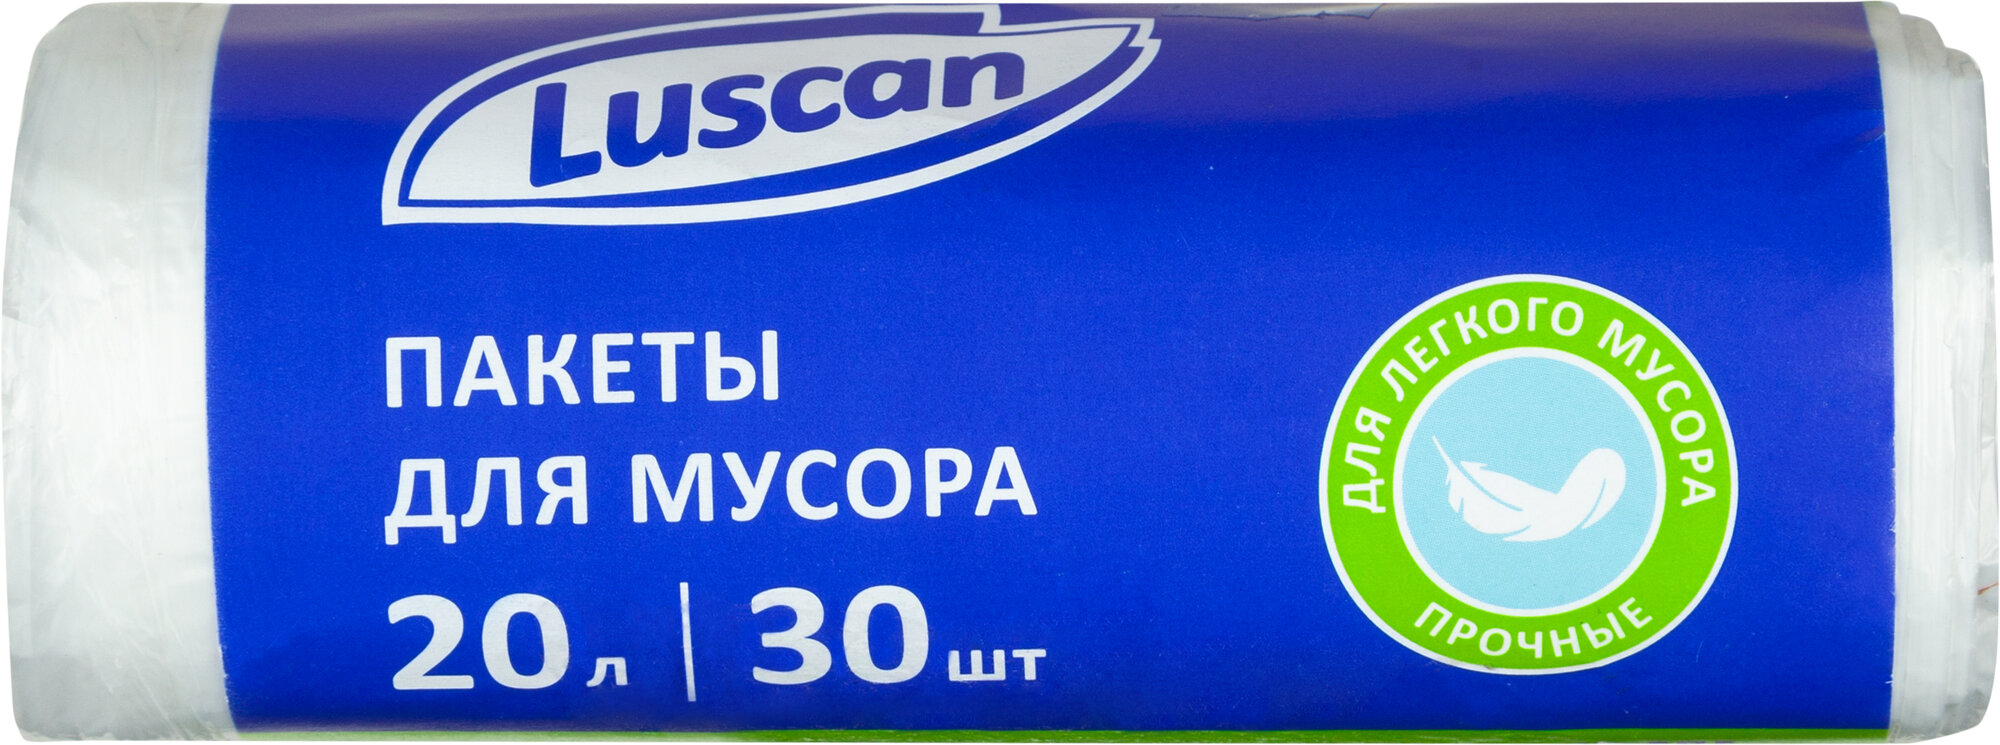 Luscan
ПАКЕТЫ
ДЛЯ МУСОРА
20 л | 30 шт
ДЛЯ ЛЕГКОГО МУСОРА
ПРОЧНЫЕ